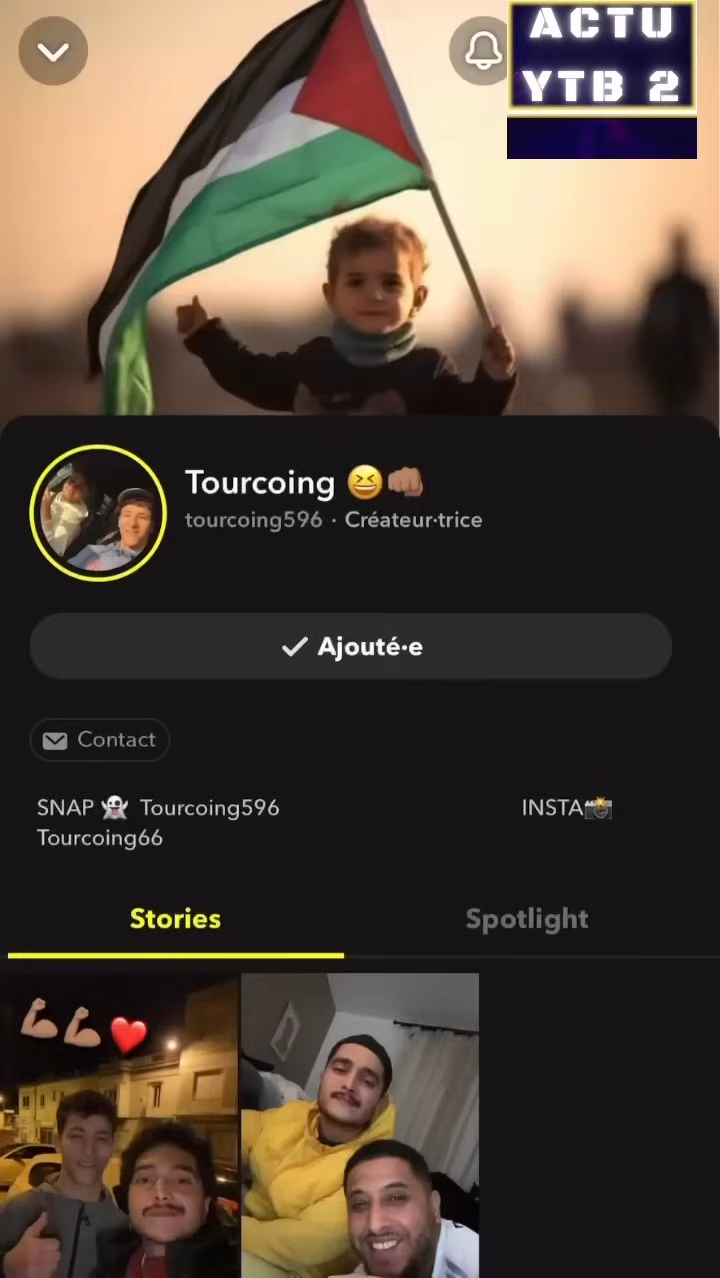 ACTU
YTB 2
Tourcoing 😆👊🏽
tourcoing596 · Créateur·trice
Ajouté·e
Contact
SNAP 👻 Tourcoing596 INSTA📸
Tourcoing66
Stories Spotlight
💪🏼💪🏼❤️